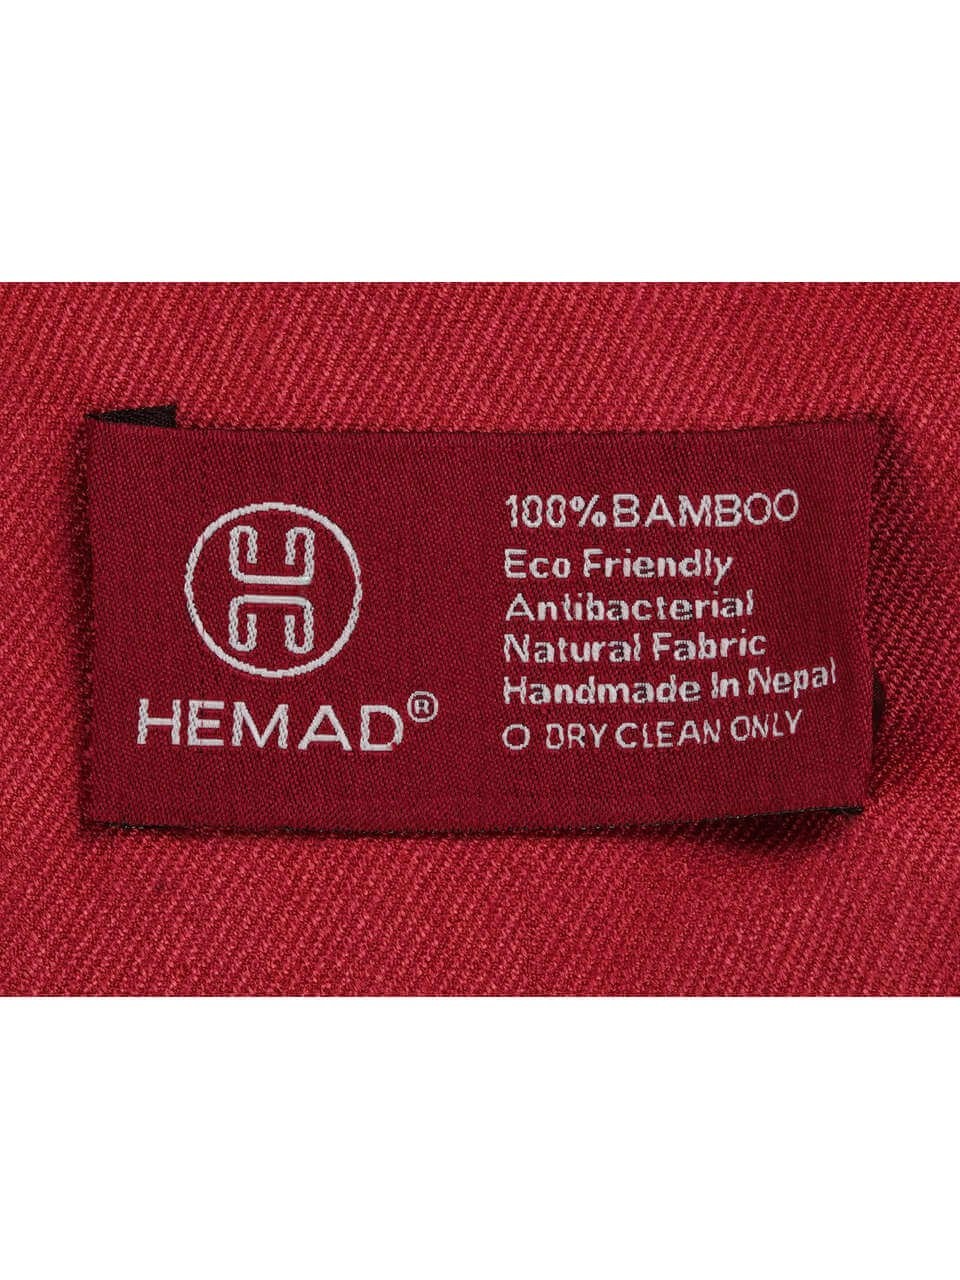 HEMAD®
100% BAMBOO
Eco Friendly
Antibacterial
Natural Fabric
Handmade In Nepal
O DRY CLEAN ONLY